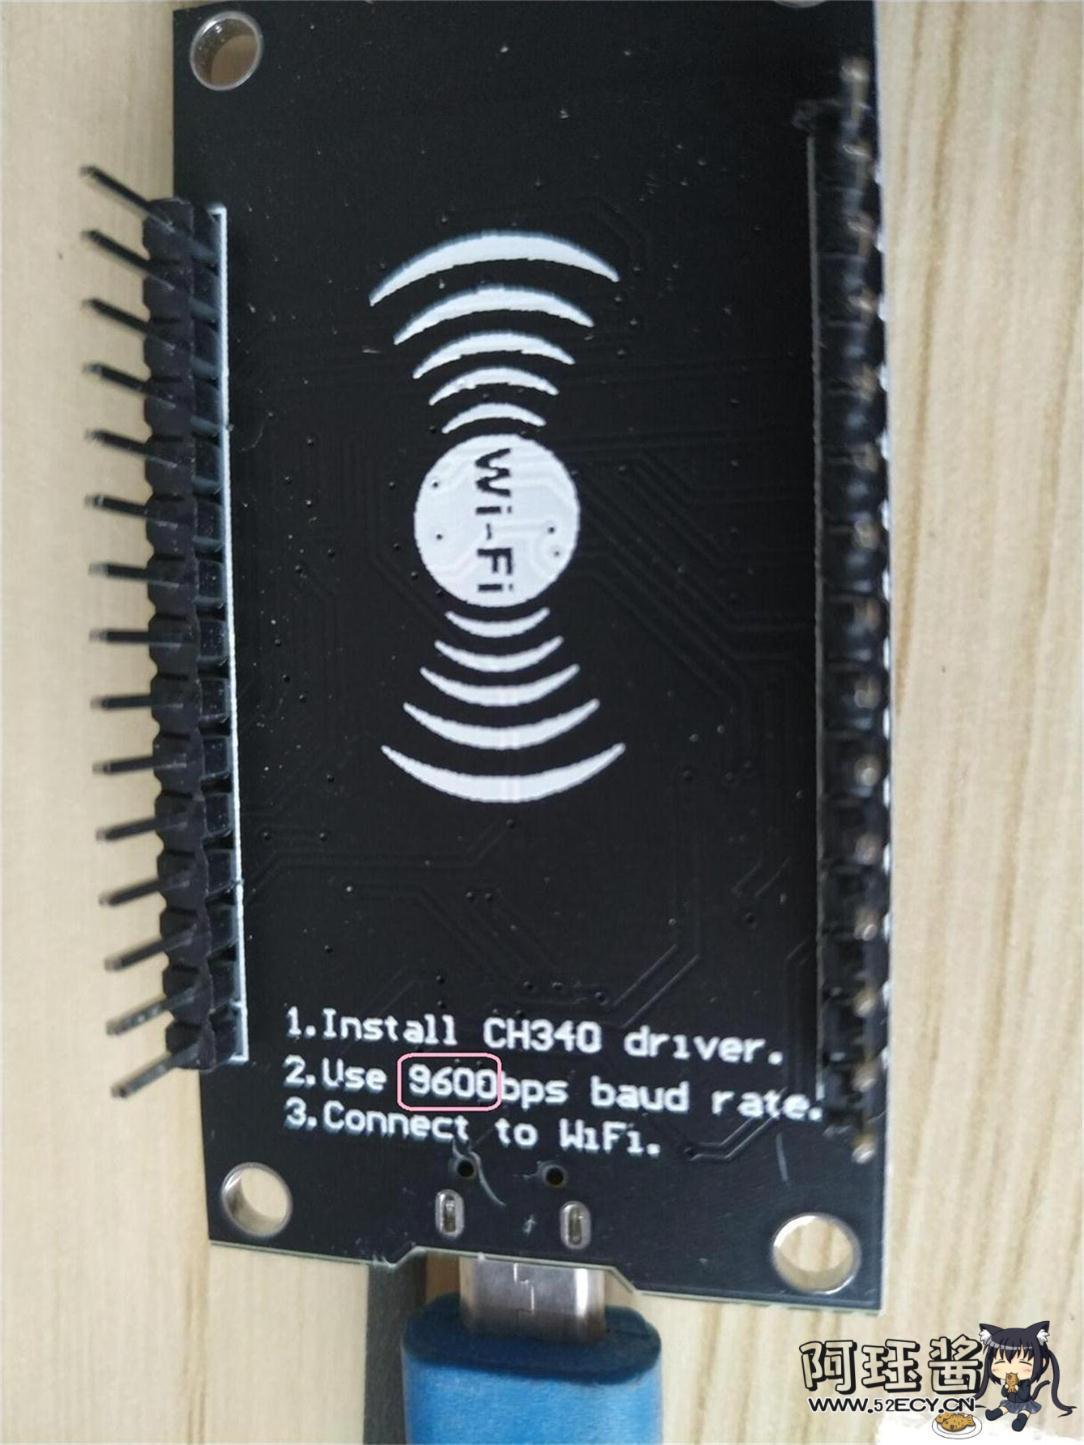 Wi-Fi
1.Install CH340 driver.
2.Use 9600bps baud rate.
3.Connect to WiFi.
阿珏酱
WWW.52ECY.CN